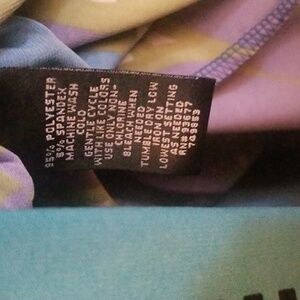 95% POLYESTER
5% SPANDEX
MACHINE WASH
COLD
GENTLE CYCLE
WITH LIKE COLORS
USE ONLY NON-
CHLORINE
BLEACH WHEN
NEEDED
TUMBLE DRY LOW
IRON ON
LOWEST SETTING
AS NEEDED